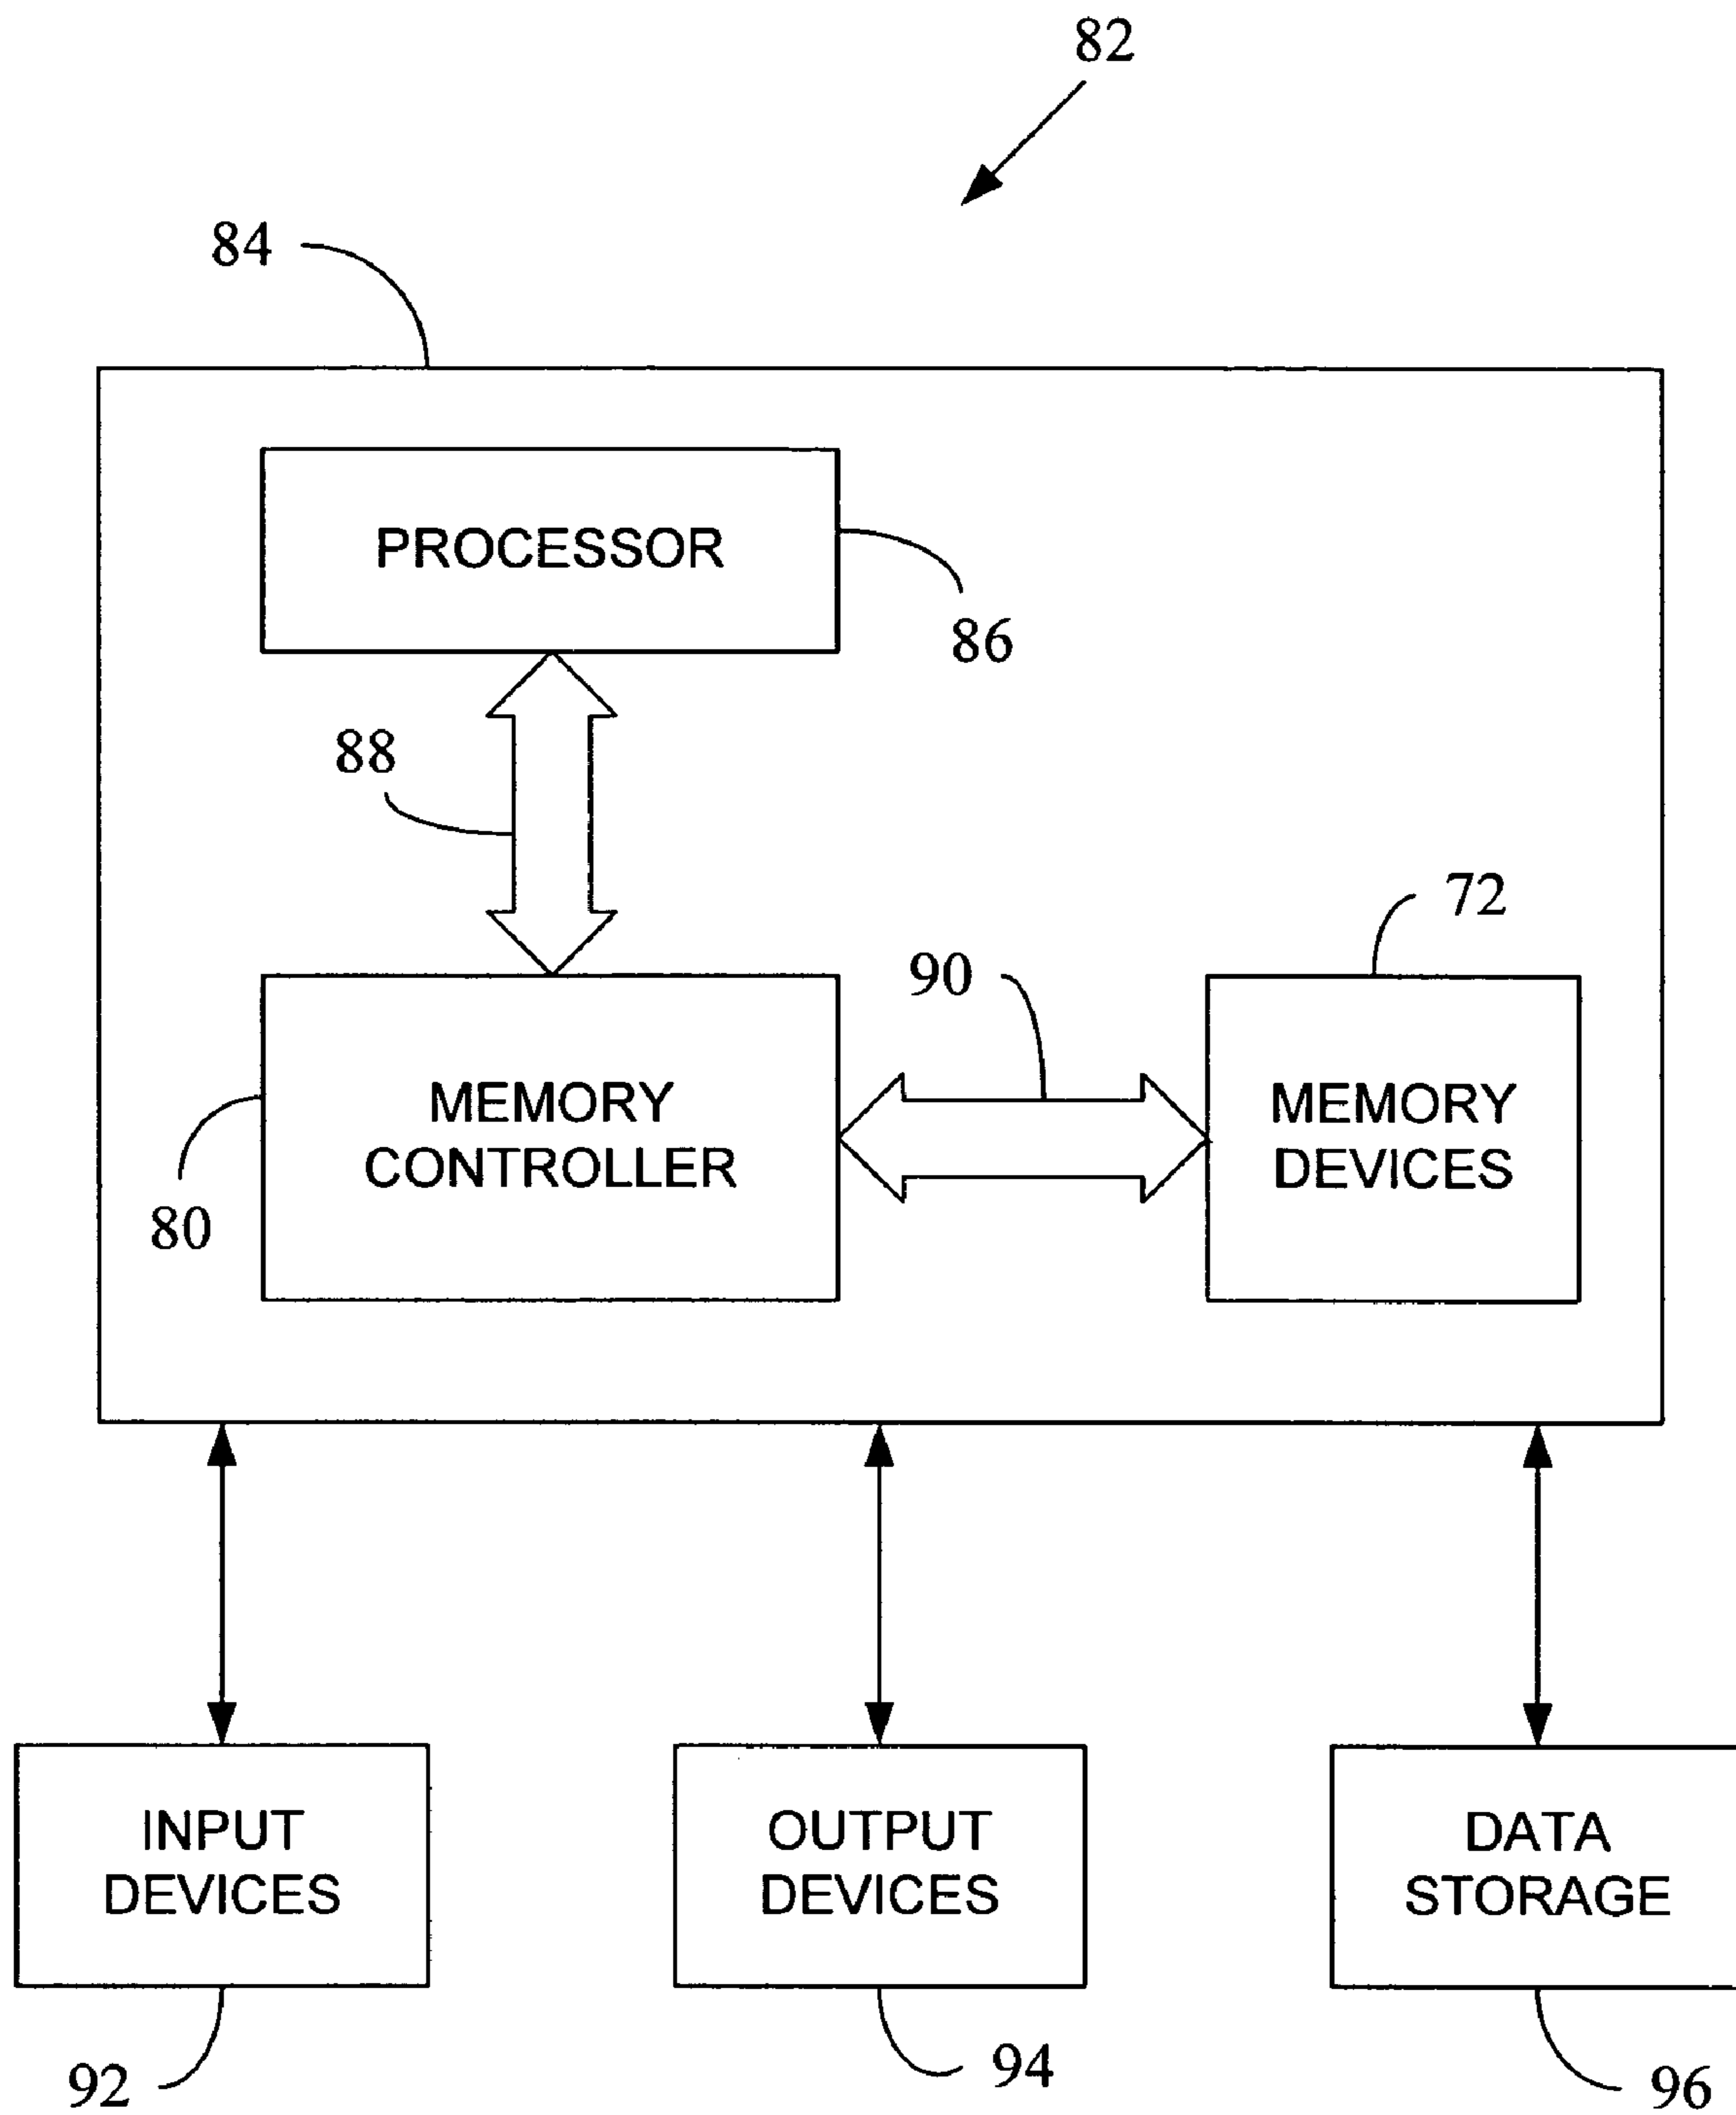 82
84
PROCESSOR
86
88
72
90
MEMORY
CONTROLLER
MEMORY
DEVICES
80
INPUT
DEVICES
OUTPUT
DEVICES
DATA
STORAGE
92
94
96